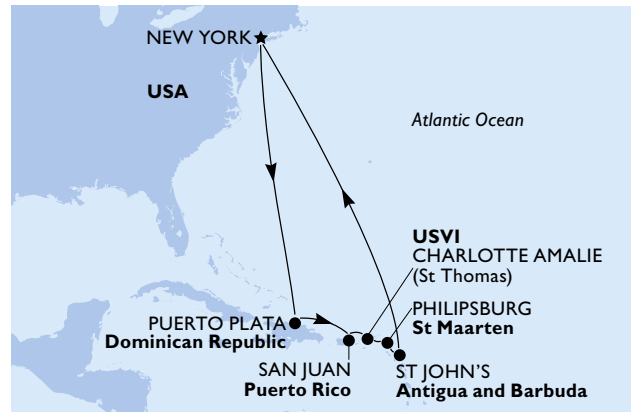 NEW YORK
USA
Atlantic Ocean
USVI
CHARLOTTE AMALIE
(St Thomas)
PHILIPSBURG
St Maarten
PUERTO PLATA
Dominican Republic
SAN JUAN
Puerto Rico
ST JOHN'S
Antigua and Barbuda